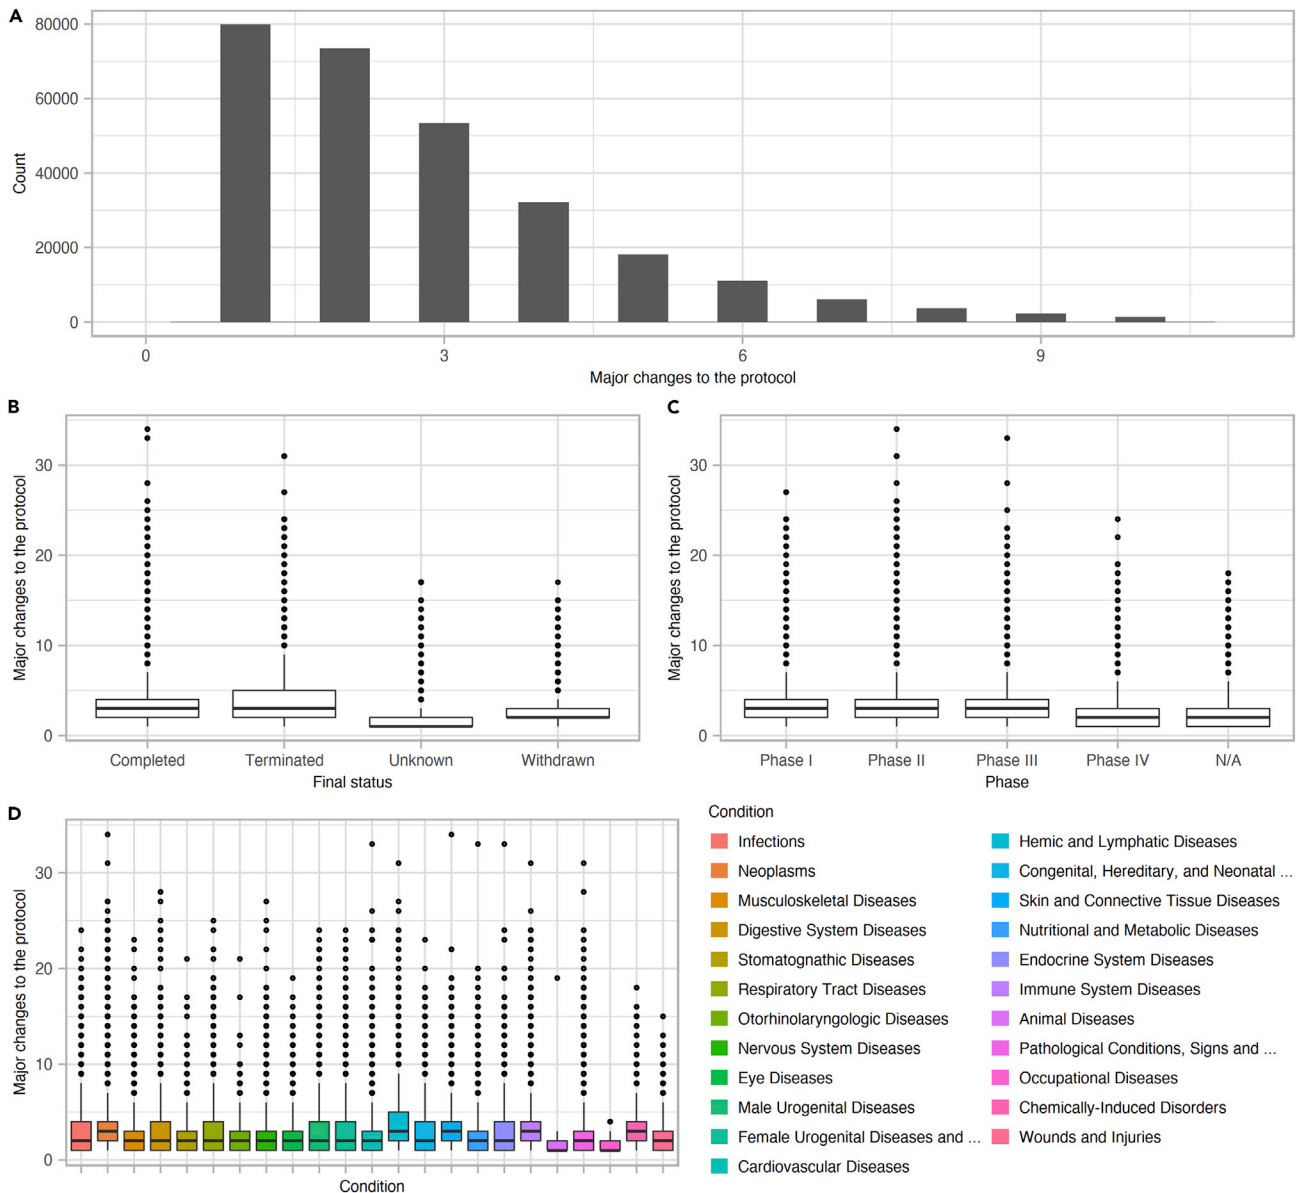 A
80000
60000
40000
20000
0
Count
0 3 6 9
Major changes to the protocol
B
30
20
10
0
Major changes to the protocol
Completed Terminated Unknown Withdrawn
Final status
C
30
20
10
0
Major changes to the protocol
Phase I Phase II Phase III Phase IV N/A
Phase
D
30
20
10
0
Major changes to the protocol
Condition
Condition
Infections
Neoplasms
Musculoskeletal Diseases
Digestive System Diseases
Stomatognathic Diseases
Respiratory Tract Diseases
Otorhinolaryngologic Diseases
Nervous System Diseases
Eye Diseases
Male Urogenital Diseases
Female Urogenital Diseases and ...
Cardiovascular Diseases
Hemic and Lymphatic Diseases
Congenital, Hereditary, and Neonatal ...
Skin and Connective Tissue Diseases
Nutritional and Metabolic Diseases
Endocrine System Diseases
Immune System Diseases
Animal Diseases
Pathological Conditions, Signs and ...
Occupational Diseases
Chemically-Induced Disorders
Wounds and Injuries